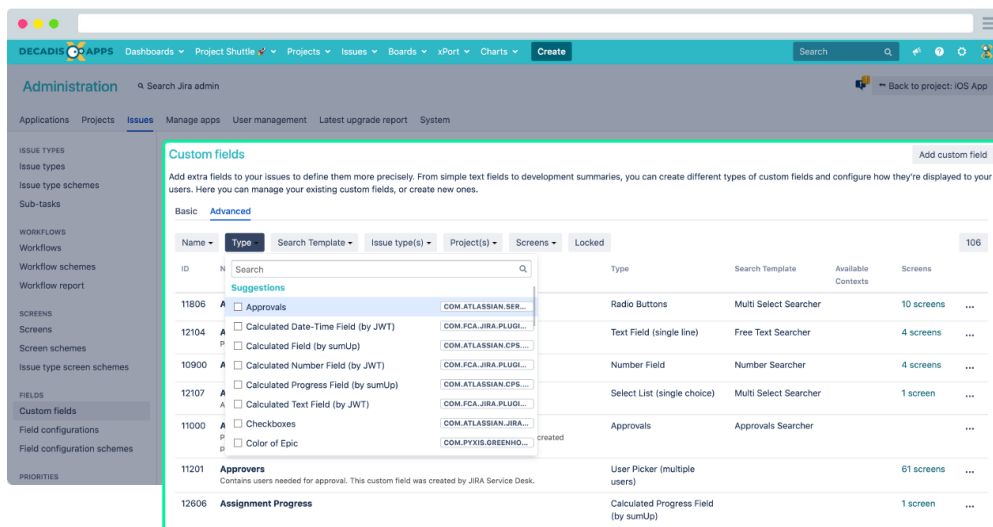 DECADIS APPS Dashboards Project Shuttle 🚀 Projects Issues Boards xPort Charts Create Search
Administration Search Jira admin Back to project: iOS App
Applications Projects Issues Manage apps User management Latest upgrade report System
ISSUE TYPES
Issue types
Issue type schemes
Sub-tasks
WORKFLOWS
Workflows
Workflow schemes
Workflow report
SCREENS
Screens
Screen schemes
Issue type screen schemes
FIELDS
Custom fields
Field configurations
Field configuration schemes
PRIORITIES
Custom fields Add custom field
Add extra fields to your issues to define them more precisely. From simple text fields to development summaries, you can create different types of custom fields and configure how they're displayed to your
users. Here you can manage your existing custom fields, or create new ones.
Basic Advanced
Name Type Search Template Issue type(s) Project(s) Screens Locked 106
ID N Type Search Template Available Screens
Contexts
Search
Suggestions
Approvals COM.ATLASSIAN.SER...
Calculated Date-Time Field (by JWT) COM.FCA.JIRA.PLUGI...
Calculated Field (by sumUp) COM.ATLASSIAN.CPS....
Calculated Number Field (by JWT) COM.FCA.JIRA.PLUGI...
Calculated Progress Field (by sumUp) COM.ATLASSIAN.CPS....
Calculated Text Field (by JWT) COM.FCA.JIRA.PLUGI...
Checkboxes COM.ATLASSIAN.JIRA...
Color of Epic COM.PYXIS.GREENHO...
11806 A Radio Buttons Multi Select Searcher 10 screens ...
12104 A Text Field (single line) Free Text Searcher 4 screens ...
P
10900 A Number Field Number Searcher 4 screens ...
12107 A Select List (single choice) Multi Select Searcher 1 screen ...
A
11000 A Approvals Approvals Searcher ...
P created
p
11201 Approvers User Picker (multiple 61 screens ...
Contains users needed for approval. This custom field was created by JIRA Service Desk. users)
12606 Assignment Progress Calculated Progress Field 1 screen ...
(by sumUp)